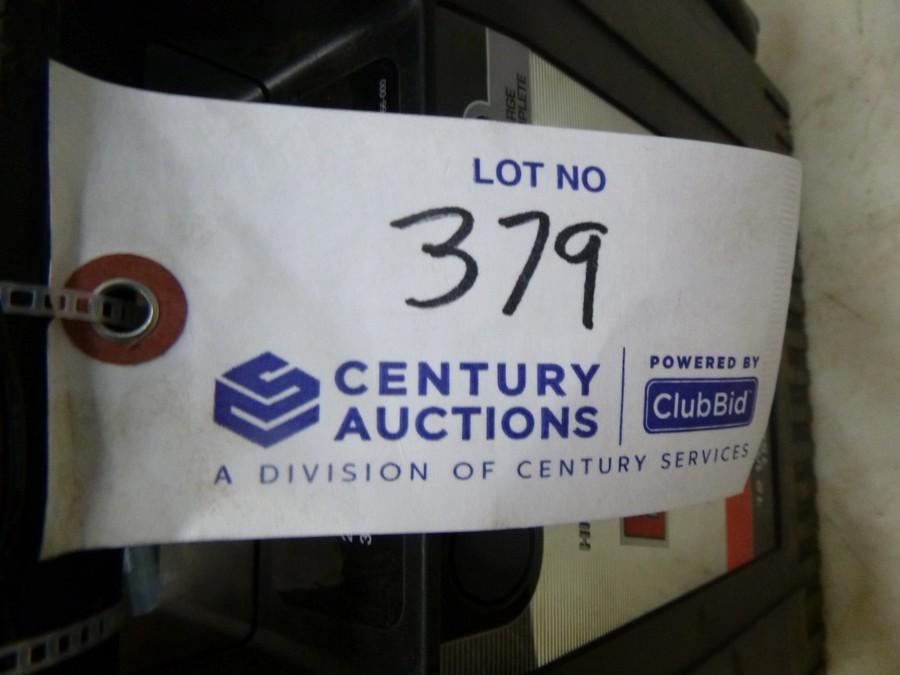 LOT NO
379
CENTURY
AUCTIONS
POWERED BY
ClubBid
A DIVISION OF CENTURY SERVICES